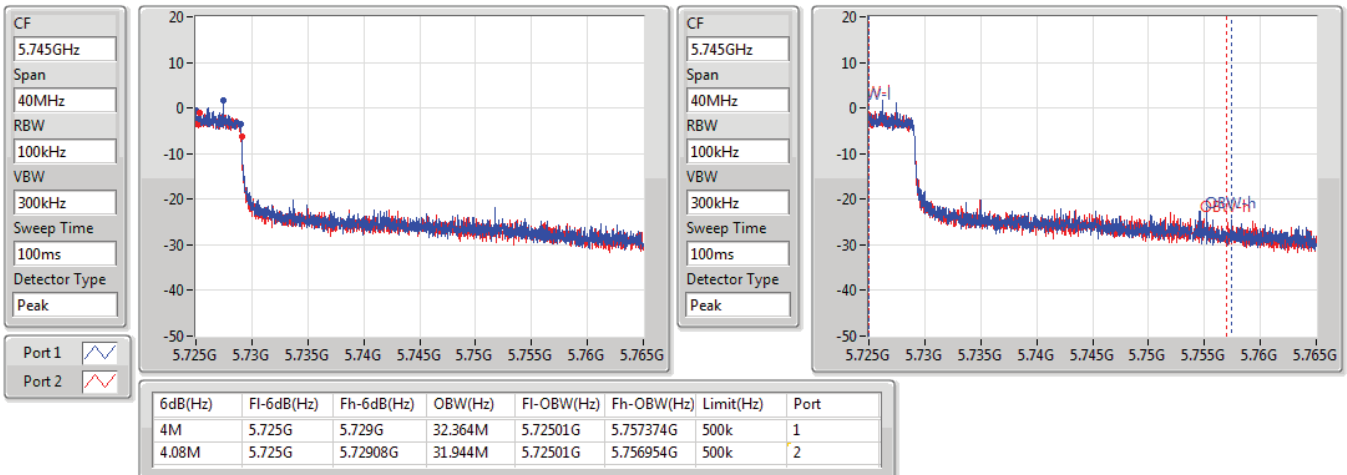 CF
5.745GHz
Span
40MHz
RBW
100kHz
VBW
300kHz
Sweep Time
100ms
Detector Type
Peak
Port 1
Port 2
20
10
0
-10
-20
-30
-40
-50
5.725G 5.73G 5.735G 5.74G 5.745G 5.75G 5.755G 5.76G 5.765G
CF
5.745GHz
Span
40MHz
RBW
100kHz
VBW
300kHz
Sweep Time
100ms
Detector Type
Peak
20
10
0
-10
-20
-30
-40
-50
W-l
OBW-h
OBW-h
5.725G 5.73G 5.735G 5.74G 5.745G 5.75G 5.755G 5.76G 5.765G
6dB(Hz) Fl-6dB(Hz) Fh-6dB(Hz) OBW(Hz) Fl-OBW(Hz) Fh-OBW(Hz) Limit(Hz) Port
4M 5.725G 5.729G 32.364M 5.72501G 5.757374G 500k 1
4.08M 5.725G 5.72908G 31.944M 5.72501G 5.756954G 500k 2